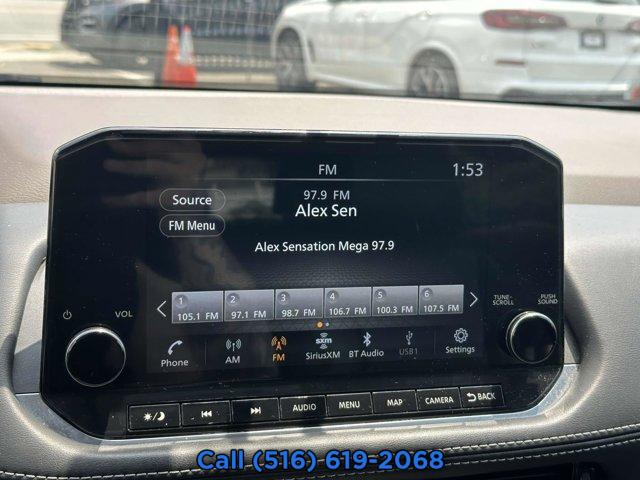 FM
1:53
Source
97.9 FM
Alex Sen
FM Menu
Alex Sensation Mega 97.9
TUNE-
SCROLL
PUSH
SOUND
VOL
1 2 3 4 5 6
105.1 FM 97.1 FM 98.7 FM 106.7 FM 100.3 FM 107.5 FM
sxm
Phone AM FM SiriusXM BT Audio USB1 Settings
AUDIO MENU MAP CAMERA BACK
Call (516) 619-2068